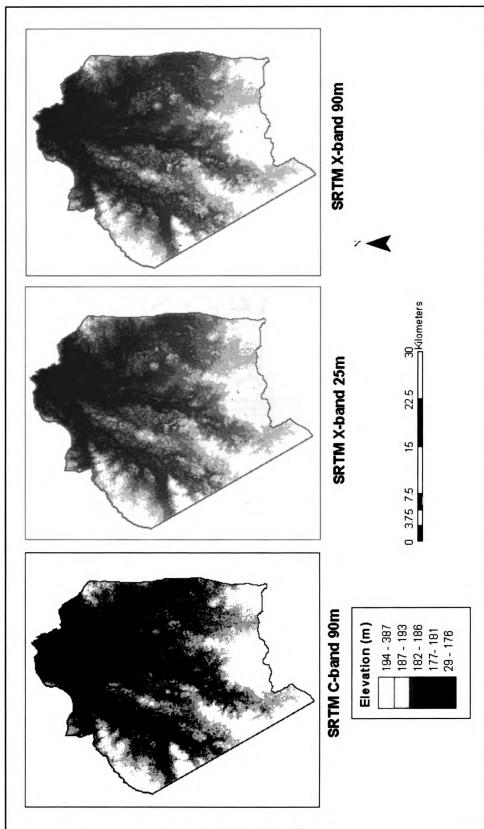 SRTM C-band 90m
SRTM X-band 25m
SRTM X-band 90m
N
Elevation (m)
194 - 387
187 - 193
182 - 186
177- 181
29 - 176
0 3.75 7.5 15 22.5 30
Kilometers